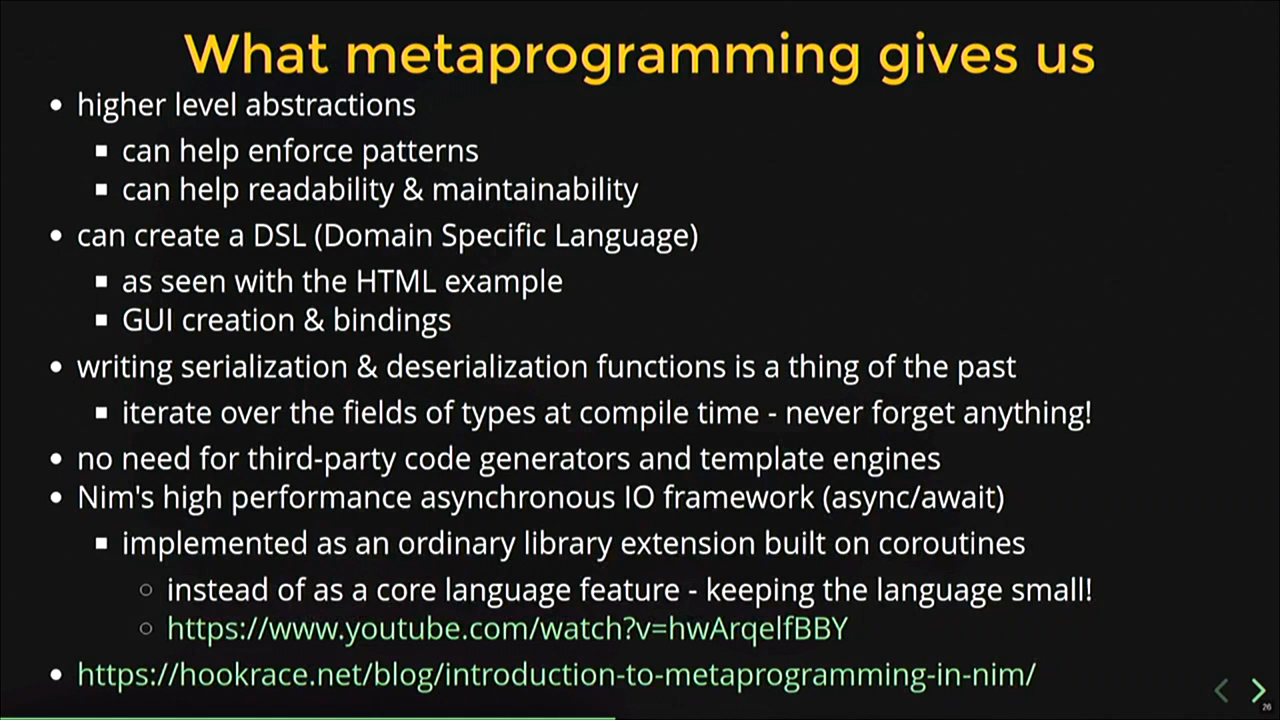 What metaprogramming gives us
higher level abstractions
can help enforce patterns
can help readability & maintainability
can create a DSL (Domain Specific Language)
as seen with the HTML example
GUI creation & bindings
writing serialization & deserialization functions is a thing of the past
iterate over the fields of types at compile time - never forget anything!
no need for third-party code generators and template engines
Nim's high performance asynchronous IO framework (async/await)
implemented as an ordinary library extension built on coroutines
instead of as a core language feature - keeping the language small!
https://www.youtube.com/watch?v=hwArqelfBBY
https://hookrace.net/blog/introduction-to-metaprogramming-in-nim/
26